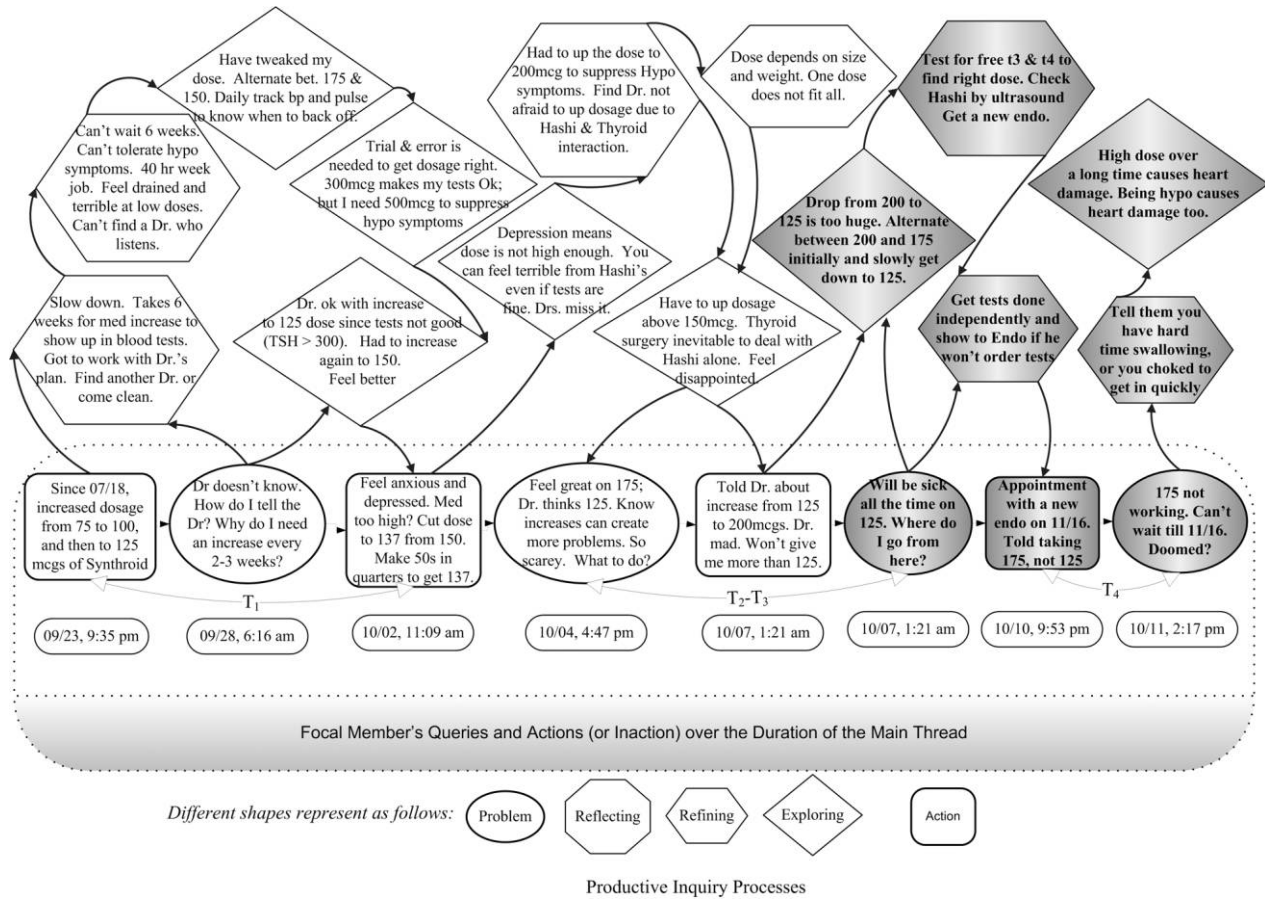 Have tweaked my
dose. Alternate bet. 175 &
150. Daily track bp and pulse
to know when to back off.
Can't wait 6 weeks.
Can't tolerate hypo
symptoms. 40 hr week
job. Feel drained and
terrible at low doses.
Can't find a Dr. who
listens.
Slow down. Takes 6
weeks for med increase to
show up in blood tests.
Got to work with Dr.'s
plan. Find another Dr. or
come clean.
Trial & error is
needed to get dosage right.
300mcg makes my tests Ok;
but I need 500mcg to suppress
hypo symptoms
Dr. ok with increase
to 125 dose since tests not good
(TSH > 300). Had to increase
again to 150.
Feel better
Had to up the dose to
200mcg to suppress Hypo
symptoms. Find Dr. not
afraid to up dosage due to
Hashi & Thyroid
interaction.
Depression means
dose is not high enough. You
can feel terrible from Hashi's
even if tests are
fine. Drs. miss it.
Dose depends on size
and weight. One dose
does not fit all.
Have to up dosage
above 150mcg. Thyroid
surgery inevitable to deal with
Hashi alone. Feel
disappointed.
Drop from 200 to
125 is too huge. Alternate
between 200 and 175
initially and slowly get
down to 125.
Test for free t3 & t4 to
find right dose. Check
Hashi by ultrasound
Get a new endo.
Get tests done
independently and
show to Endo if he
won't order tests
High dose over
a long time causes heart
damage. Being hypo causes
heart damage too.
Tell them you
have hard
time swallowing,
or you choked to
get in quickly
Since 07/18,
increased dosage
from 75 to 100,
and then to 125
mcgs of Synthroid
Dr doesn't know.
How do I tell the
Dr? Why do I need
an increase every
2-3 weeks?
Feel anxious and
depressed. Med
too high? Cut dose
to 137 from 150.
Make 50s in
quarters to get 137.
Feel great on 175;
Dr. thinks 125. Know
increases can create
more problems. So
scarey. What to do?
Told Dr. about
increase from 125
to 200mcgs. Dr.
mad. Won't give
me more than 125.
Will be sick
all the time on
125. Where do
I go from
here?
Appointment
with a new
endo on 11/16.
Told taking
175, not 125
175 not
working. Can't
wait till 11/16.
Doomed?
T1
T2-T3
T4
09/23, 9:35 pm
09/28, 6:16 am
10/02, 11:09 am
10/04, 4:47 pm
10/07, 1:21 am
10/07, 1:21 am
10/10, 9:53 pm
10/11, 2:17 pm
Focal Member's Queries and Actions (or Inaction) over the Duration of the Main Thread
Different shapes represent as follows:
Problem
Reflecting
Refining
Exploring
Action
Productive Inquiry Processes